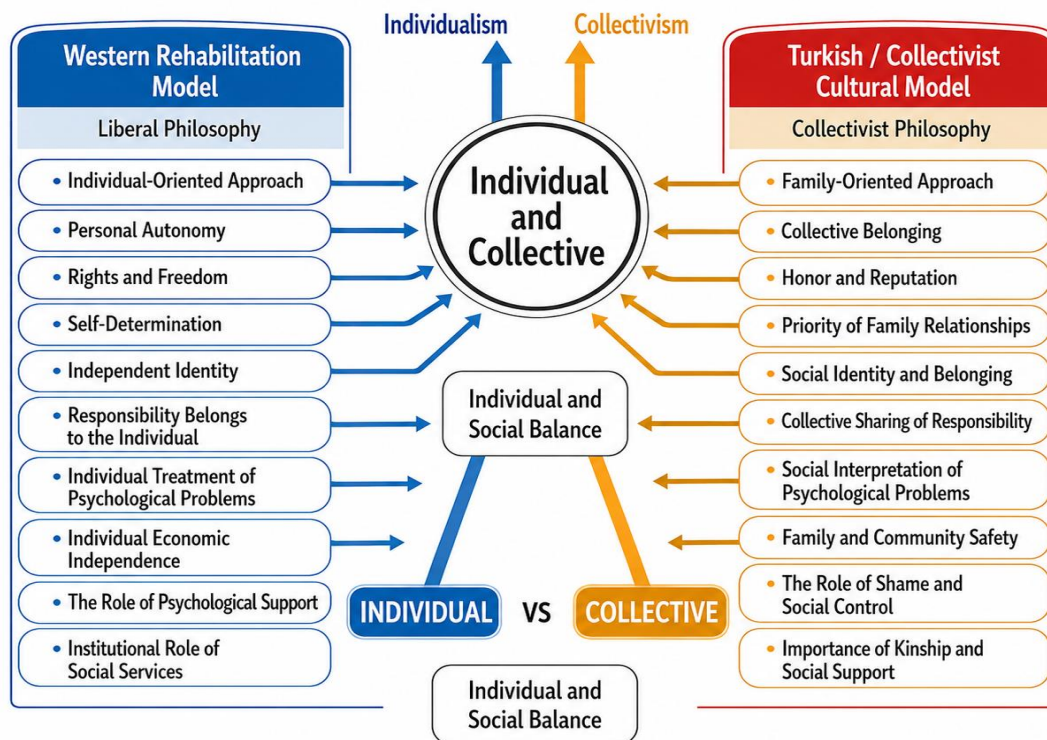 Individualism
Collectivism
Western Rehabilitation
Model
Liberal Philosophy
• Individual-Oriented Approach
• Personal Autonomy
• Rights and Freedom
• Self-Determination
• Independent Identity
• Responsibility Belongs
to the Individual
• Individual Treatment of
Psychological Problems
• Individual Economic
Independence
• The Role of Psychological Support
• Institutional Role of
Social Services
Individual
and
Collective
Individual and
Social Balance
INDIVIDUAL
VS
COLLECTIVE
Individual and
Social Balance
Turkish / Collectivist
Cultural Model
Collectivist Philosophy
• Family-Oriented Approach
• Collective Belonging
• Honor and Reputation
• Priority of Family Relationships
• Social Identity and Belonging
• Collective Sharing of Responsibility
• Social Interpretation of
Psychological Problems
• Family and Community Safety
• The Role of Shame and
Social Control
• Importance of Kinship and
Social Support